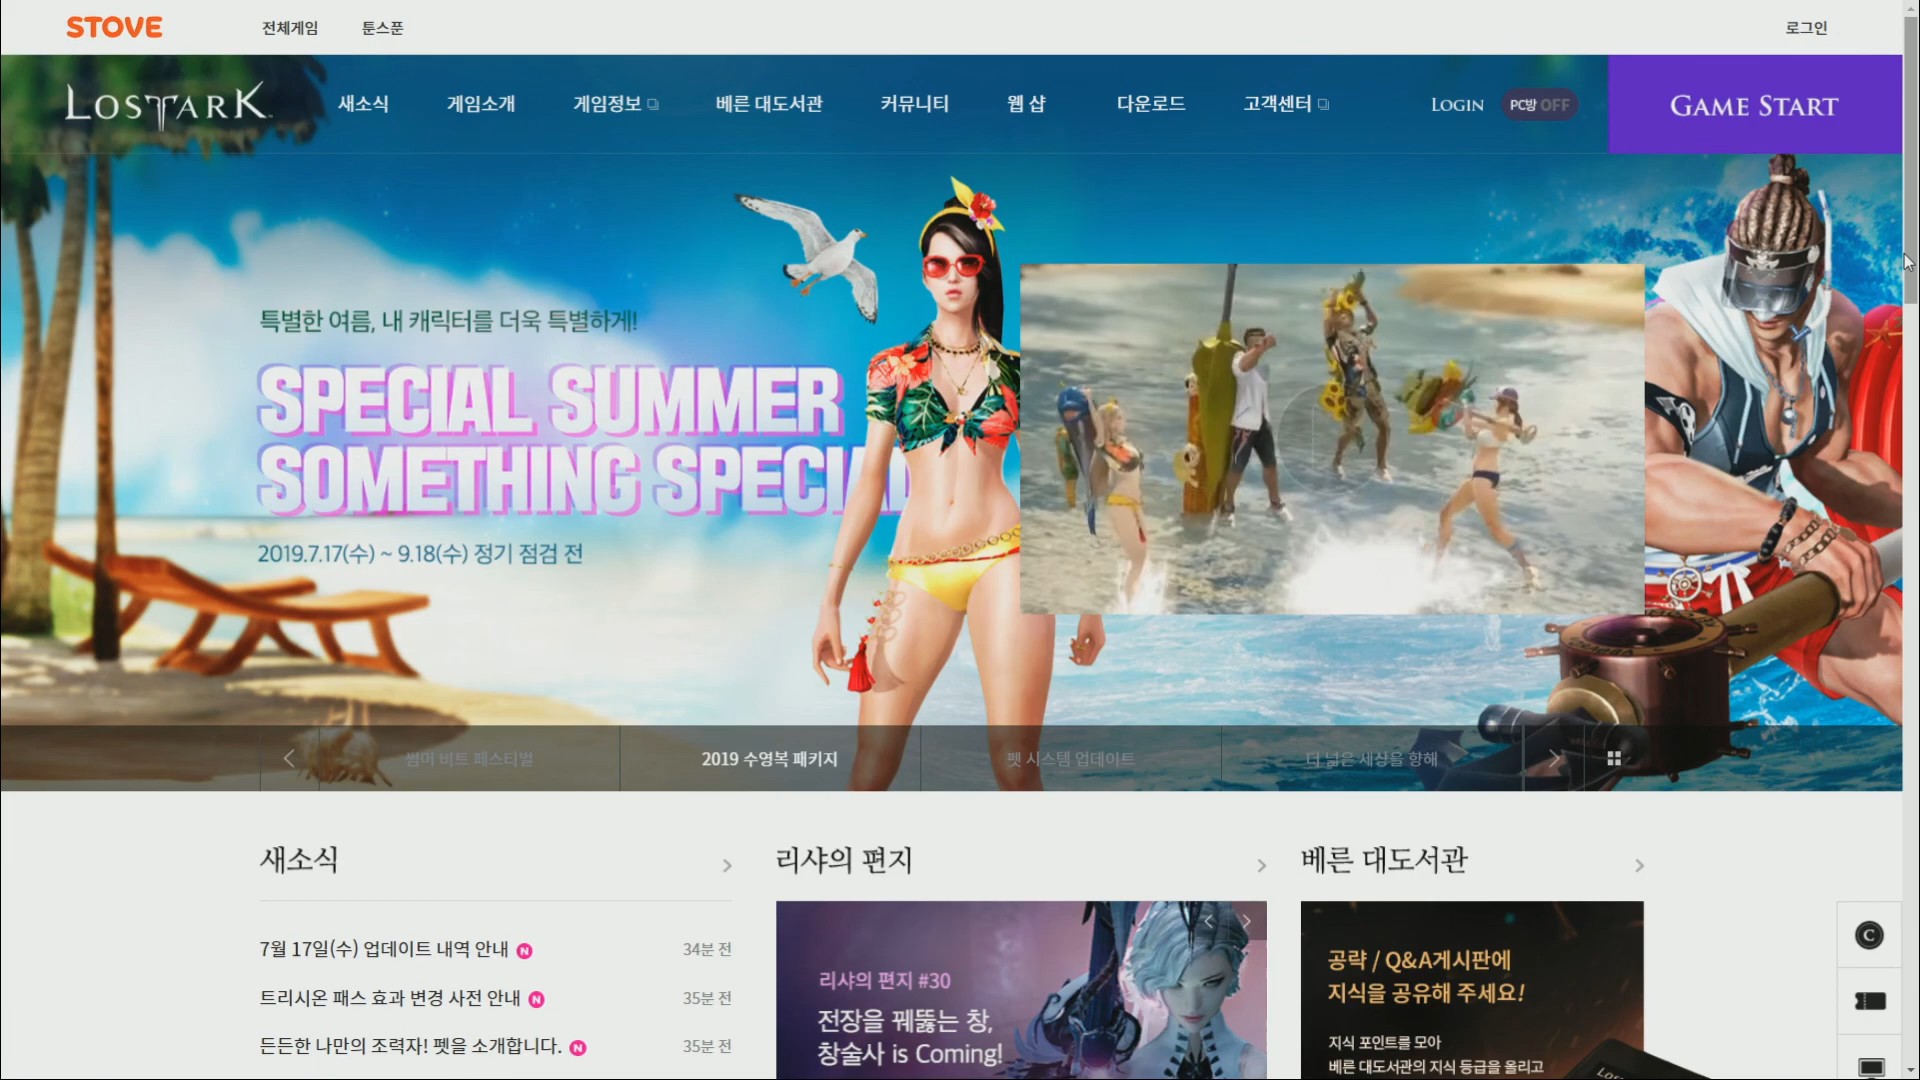 STOVE
전체게임
툰스푼
로그인
LOSTARK
새소식
게임소개
게임정보
베른 대도서관
커뮤니티
웹 샵
다운로드
고객센터
LOGIN
PC방 OFF
GAME START
특별한 여름, 내 캐릭터를 더욱 특별하게!
SPECIAL SUMMER
SOMETHING SPECIAL
2019.7.17(수) ~ 9.18(수) 정기 점검 전
썸머 비트 페스티벌
2019 수영복 패키지
펫 시스템 업데이트
더 넓은 세상을 향해
새소식
7월 17일(수) 업데이트 내역 안내 N
34분 전
트리시온 패스 효과 변경 사전 안내 N
35분 전
든든한 나만의 조력자! 펫을 소개합니다. N
35분 전
리샤의 편지
리샤의 편지 #30
전장을 꿰뚫는 창,
창술사 is Coming!
베른 대도서관
공략 / Q&A게시판에
지식을 공유해 주세요!
지식 포인트를 모아
베른 대도서관의 지식 등급을 올리고
C